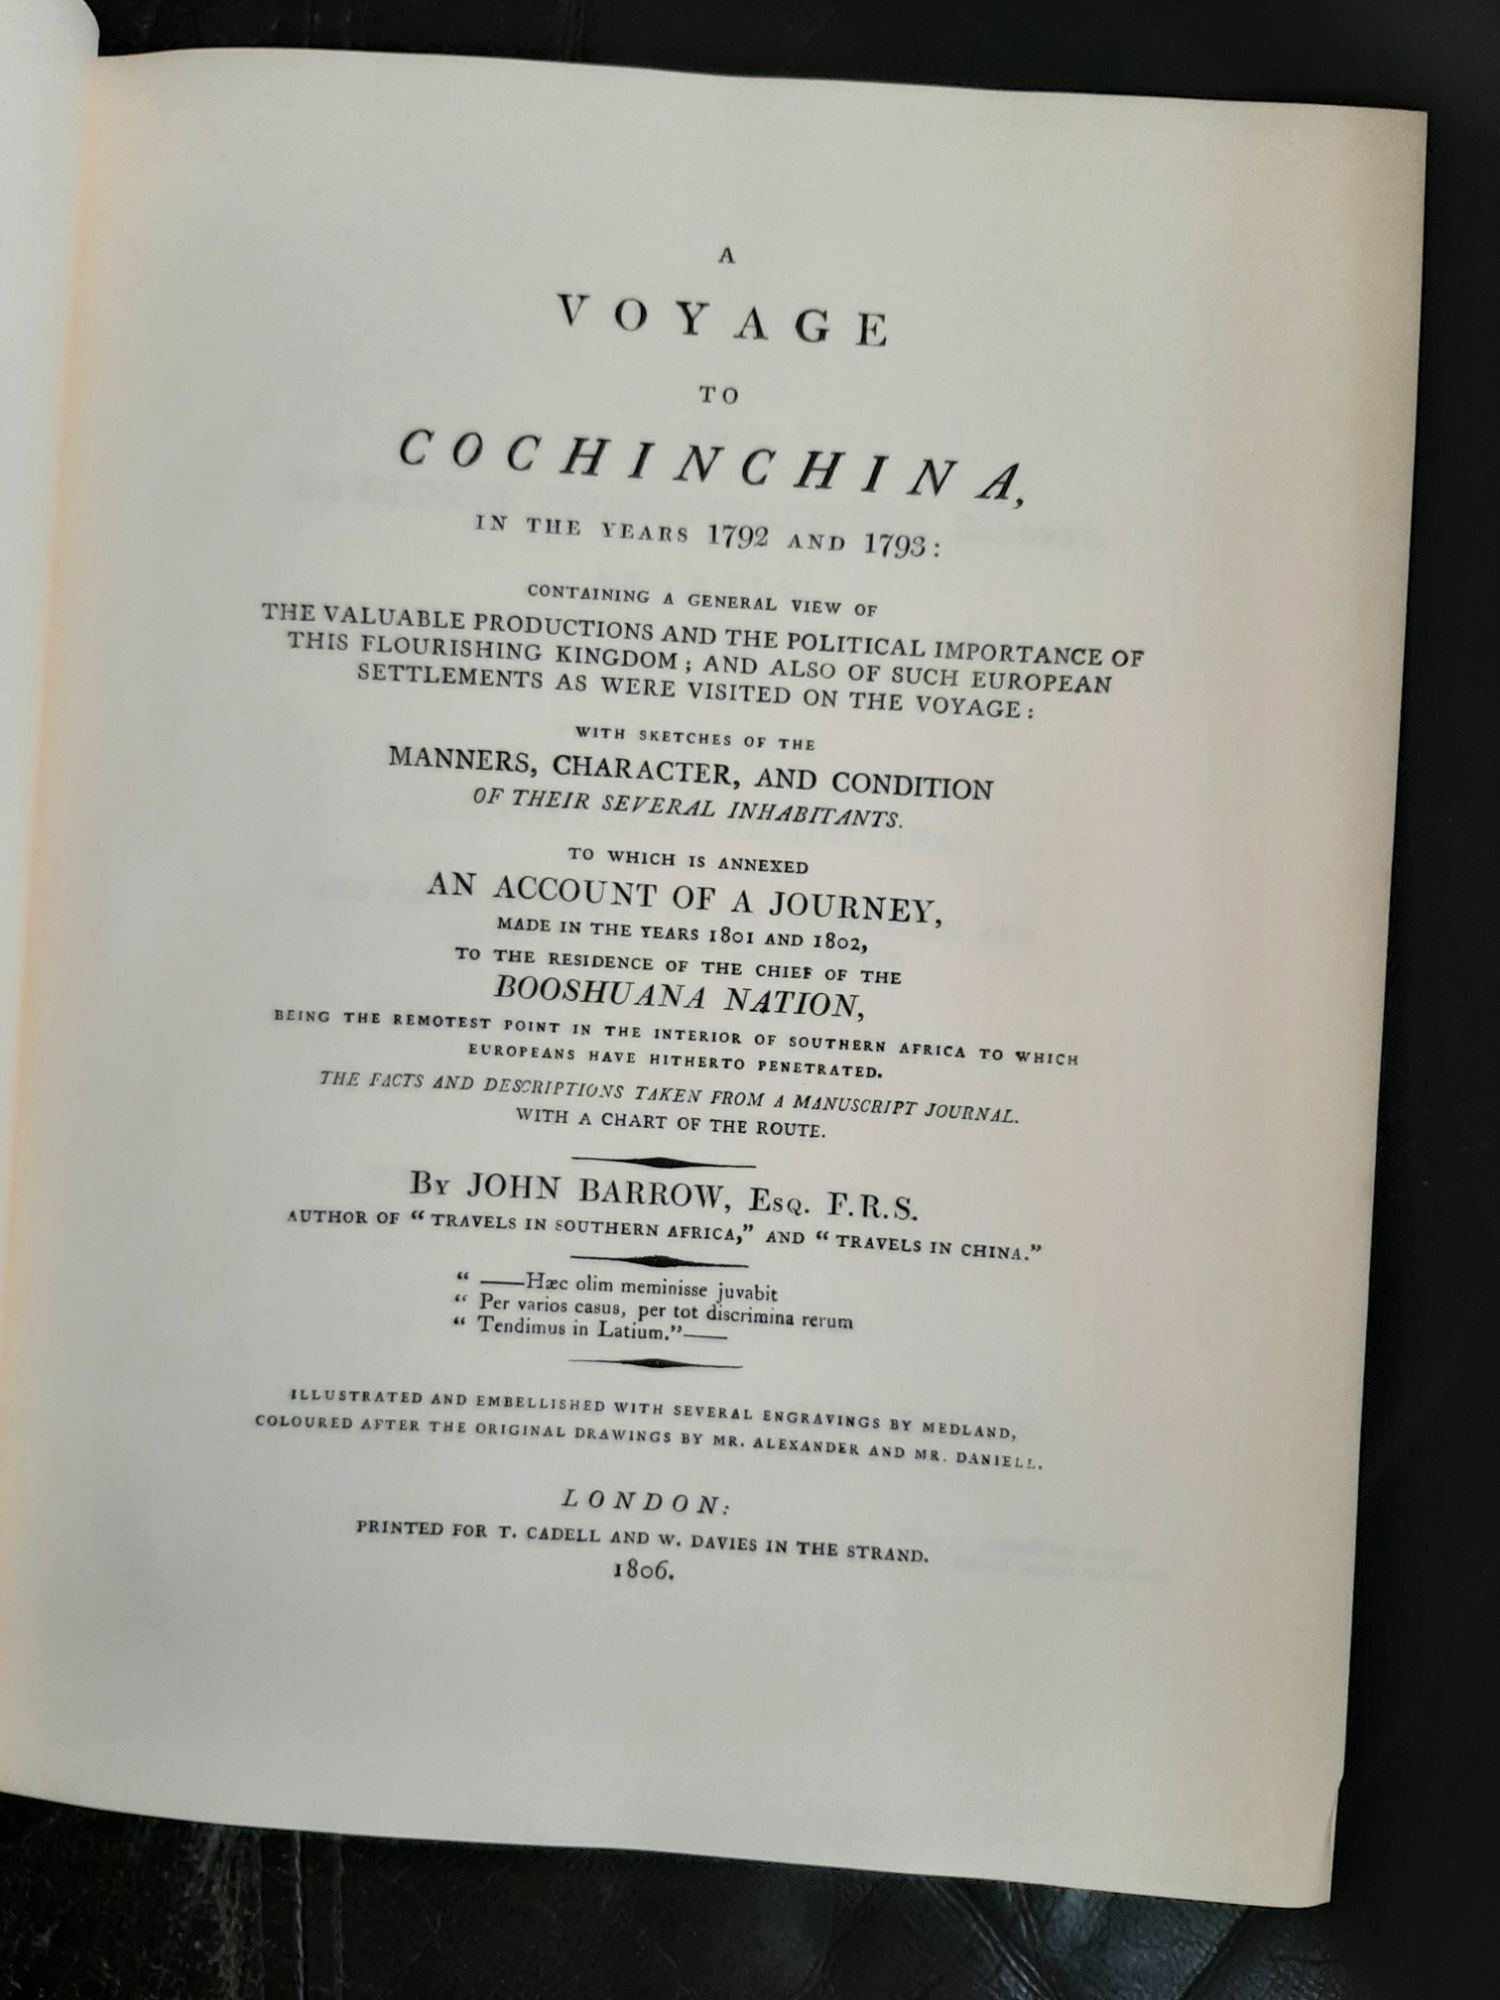 A
VOYAGE
TO
COCHINCHINA,
IN THE YEARS 1792 AND 1793:
CONTAINING A GENERAL VIEW OF
THE VALUABLE PRODUCTIONS AND THE POLITICAL IMPORTANCE OF
THIS FLOURISHING KINGDOM; AND ALSO OF SUCH EUROPEAN
SETTLEMENTS AS WERE VISITED ON THE VOYAGE:
WITH SKETCHES OF THE
MANNERS, CHARACTER, AND CONDITION
OF THEIR SEVERAL INHABITANTS.
TO WHICH IS ANNEXED
AN ACCOUNT OF A JOURNEY,
MADE IN THE YEARS 1801 AND 1802,
TO THE RESIDENCE OF THE CHIEF OF THE
BOOSHUANA NATION,
BEING THE REMOTEST POINT IN THE INTERIOR OF SOUTHERN AFRICA TO WHICH
EUROPEANS HAVE HITHERTO PENETRATED.
THE FACTS AND DESCRIPTIONS TAKEN FROM A MANUSCRIPT JOURNAL.
WITH A CHART OF THE ROUTE.
By JOHN BARROW, Esq. F.R.S.
AUTHOR OF “TRAVELS IN SOUTHERN AFRICA,” AND “TRAVELS IN CHINA.”
“ ——Hæc olim meminisse juvabit
“ Per varios casus, per tot discrimina rerum
“ Tendimus in Latium.”——
ILLUSTRATED AND EMBELLISHED WITH SEVERAL ENGRAVINGS BY MEDLAND,
COLOURED AFTER THE ORIGINAL DRAWINGS BY MR. ALEXANDER AND MR. DANIELL.
LONDON:
PRINTED FOR T. CADELL AND W. DAVIES IN THE STRAND.
1806.